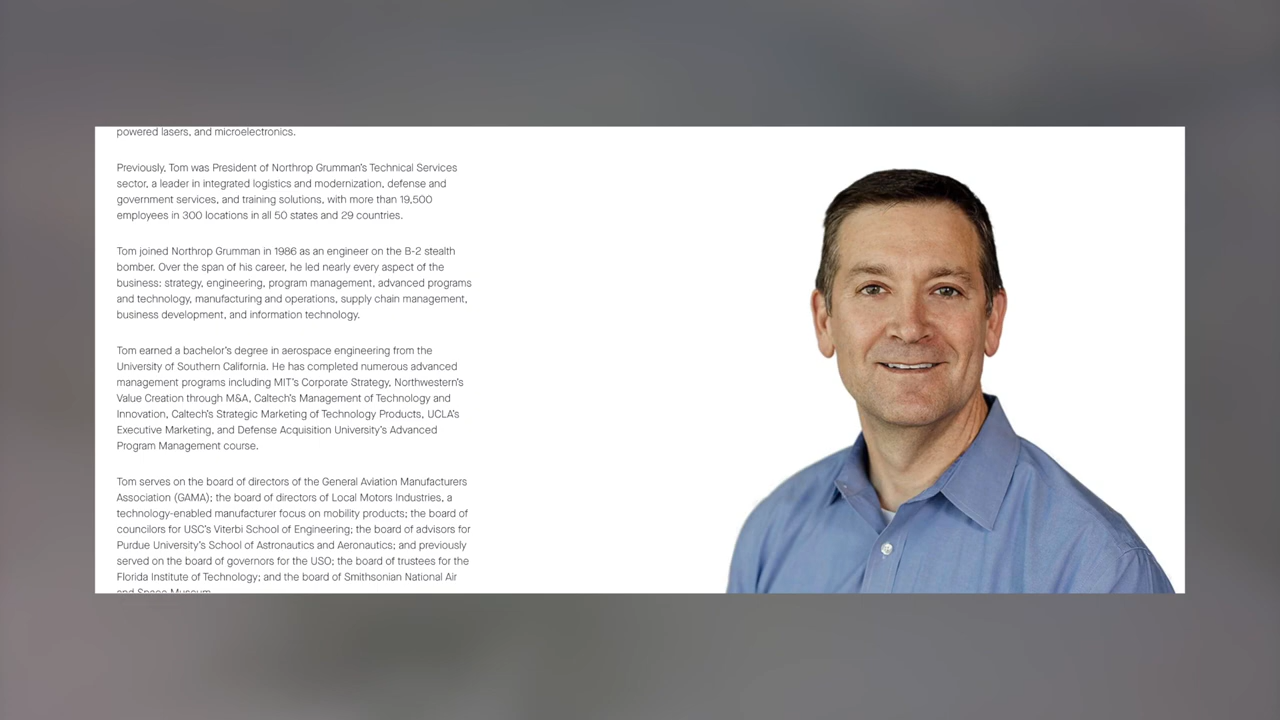 powered lasers, and microelectronics.
Previously, Tom was President of Northrop Grumman's Technical Services
sector, a leader in integrated logistics and modernization, defense and
government services, and training solutions, with more than 19,500
employees in 300 locations in all 50 states and 29 countries.
Tom joined Northrop Grumman in 1986 as an engineer on the B-2 stealth
bomber. Over the span of his career, he led nearly every aspect of the
business: strategy, engineering, program management, advanced programs
and technology, manufacturing and operations, supply chain management,
business development, and information technology.
Tom earned a bachelor's degree in aerospace engineering from the
University of Southern California. He has completed numerous advanced
management programs including MIT's Corporate Strategy, Northwestern's
Value Creation through M&A, Caltech's Management of Technology and
Innovation, Caltech's Strategic Marketing of Technology Products, UCLA's
Executive Marketing, and Defense Acquisition University's Advanced
Program Management course.
Tom serves on the board of directors of the General Aviation Manufacturers
Association (GAMA); the board of directors of Local Motors Industries, a
technology-enabled manufacturer focus on mobility products; the board of
councilors for USC's Viterbi School of Engineering; the board of advisors for
Purdue University's School of Astronautics and Aeronautics; and previously
served on the board of governors for the USO; the board of trustees for the
Florida Institute of Technology; and the board of Smithsonian National Air
and Space Museum.